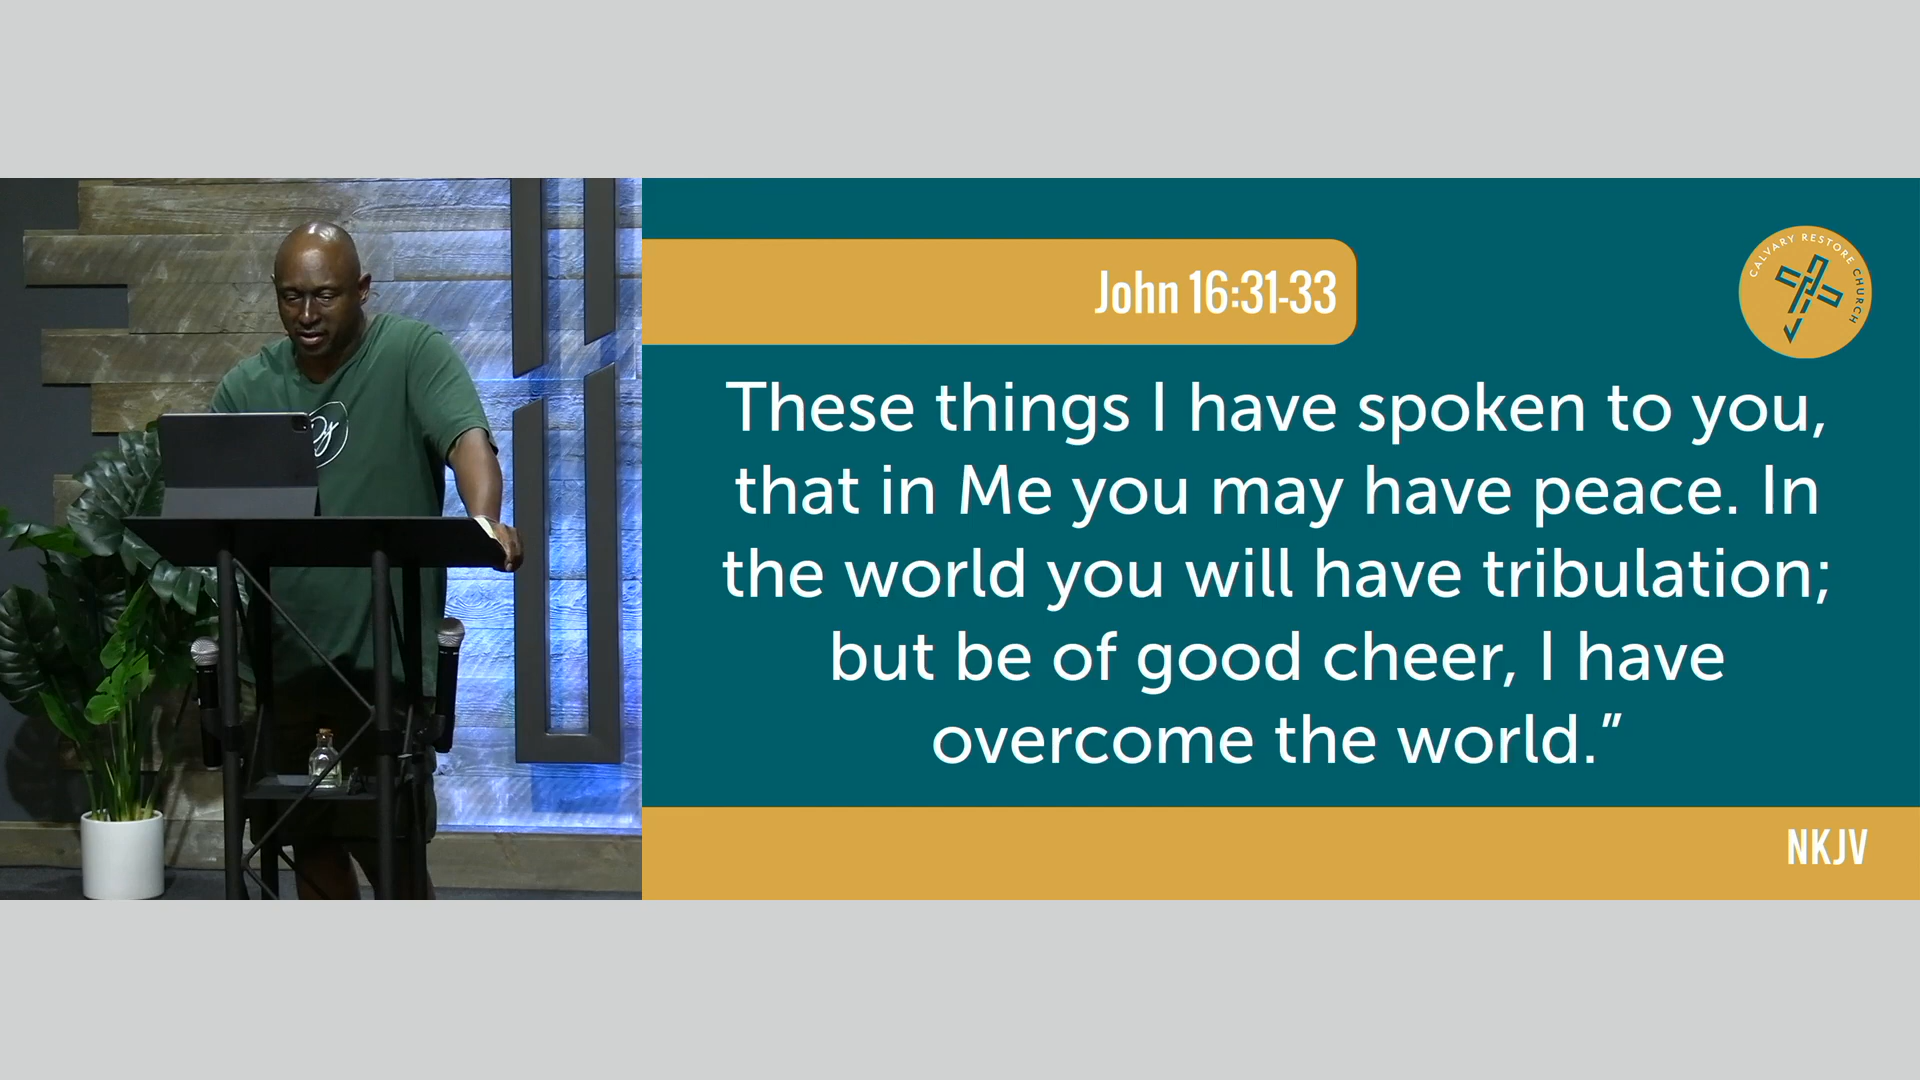 John 16:31-33
CALVARY RESTORE CHURCH
These things I have spoken to you,
that in Me you may have peace. In
the world you will have tribulation;
but be of good cheer, I have
overcome the world.”
NKJV